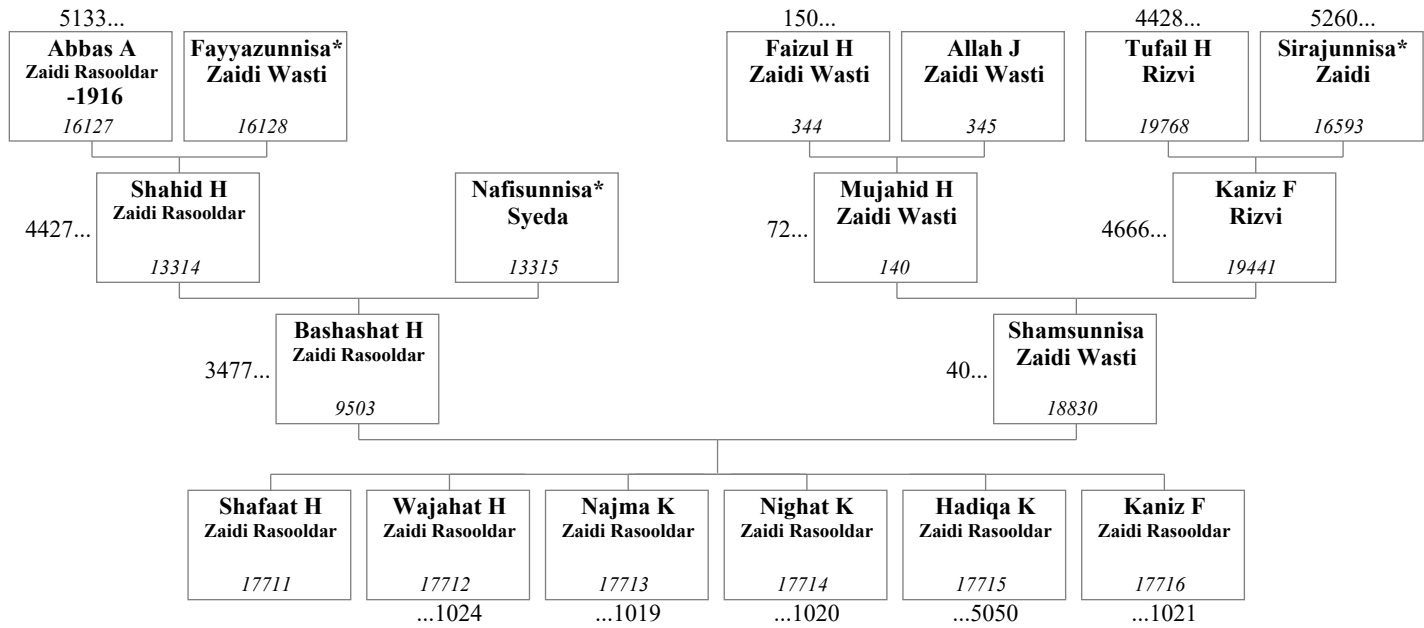 5133...
150...
4428...
5260...
Abbas A
Zaidi Rasooldar
-1916
16127
Fayyazunnisa*
Zaidi Wasti
16128
Faizul H
Zaidi Wasti
344
Allah J
Zaidi Wasti
345
Tufail H
Rizvi
19768
Sirajunnisa*
Zaidi
16593
4427...
Shahid H
Zaidi Rasooldar
13314
Nafisunnisa*
Syeda
13315
72...
Mujahid H
Zaidi Wasti
140
4666...
Kaniz F
Rizvi
19441
3477...
Bashashat H
Zaidi Rasooldar
9503
40...
Shamsunnisa
Zaidi Wasti
18830
Shafaat H
Zaidi Rasooldar
17711
Wajahat H
Zaidi Rasooldar
17712
...1024
Najma K
Zaidi Rasooldar
17713
...1019
Nighat K
Zaidi Rasooldar
17714
...1020
Hadiqa K
Zaidi Rasooldar
17715
...5050
Kaniz F
Zaidi Rasooldar
17716
...1021